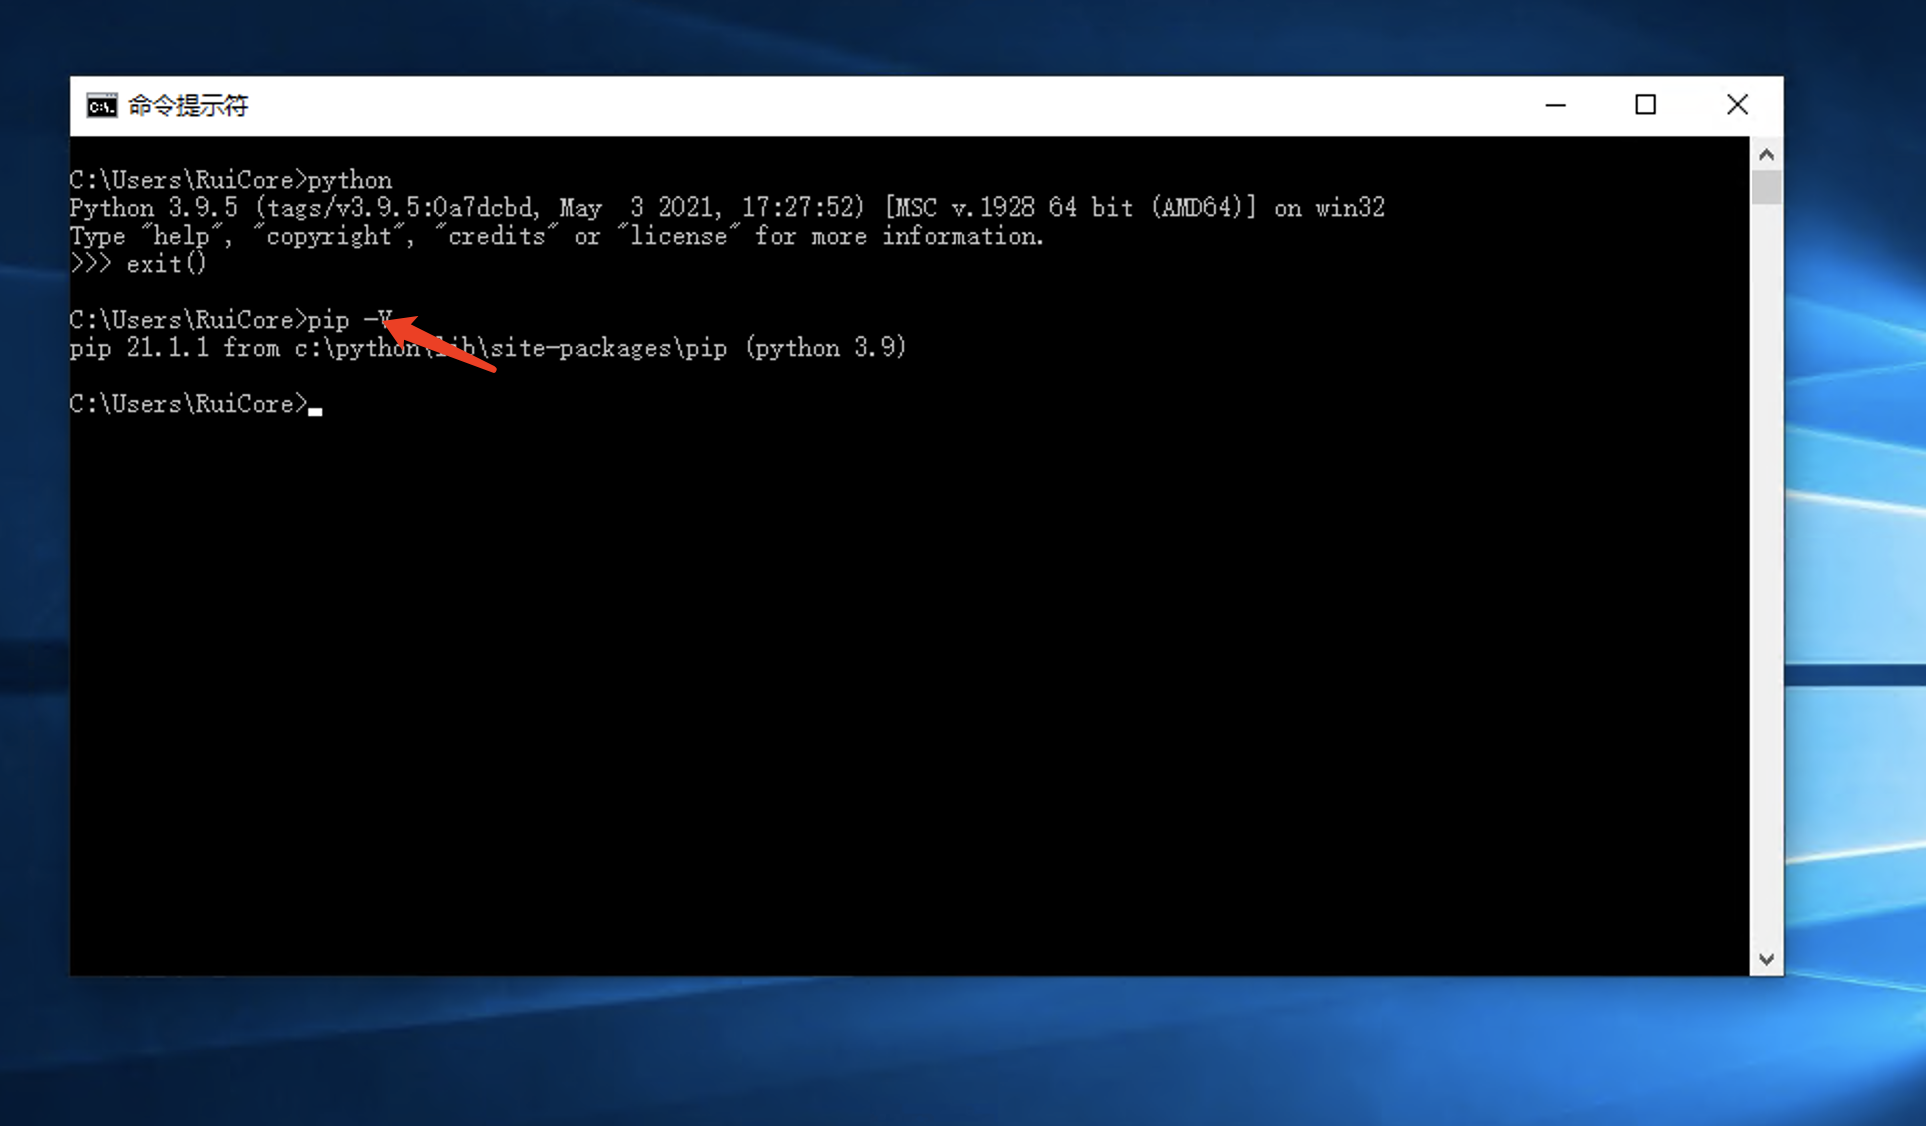 命令提示符
C:\Users\RuiCore>python
Python 3.9.5 (tags/v3.9.5:0a7dcbd, May  3 2021, 17:27:52) [MSC v.1928 64 bit (AMD64)] on win32
Type "help", "copyright", "credits" or "license" for more information.
>>> exit()
C:\Users\RuiCore>pip -V
pip 21.1.1 from c:\python\lib\site-packages\pip (python 3.9)
C:\Users\RuiCore>